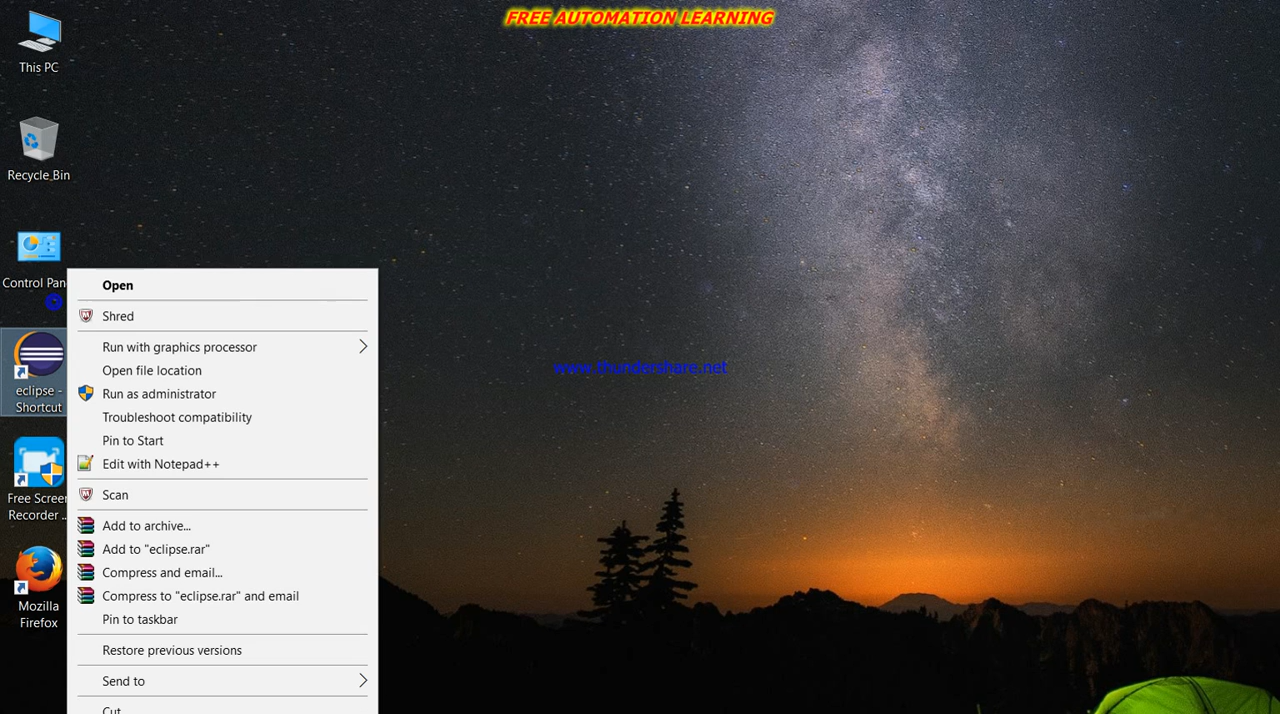 FREE AUTOMATION LEARNING
This PC
Recycle Bin
Control Pan
Open
Shred
Run with graphics processor
Open file location
Run as administrator
Troubleshoot compatibility
Pin to Start
Edit with Notepad++
Scan
Add to archive...
Add to "eclipse.rar"
Compress and email...
Compress to "eclipse.rar" and email
Pin to taskbar
Restore previous versions
Send to
Cut
eclipse -
Shortcut
Free Screen
Recorder ..
Mozilla
Firefox
www.thundershare.net